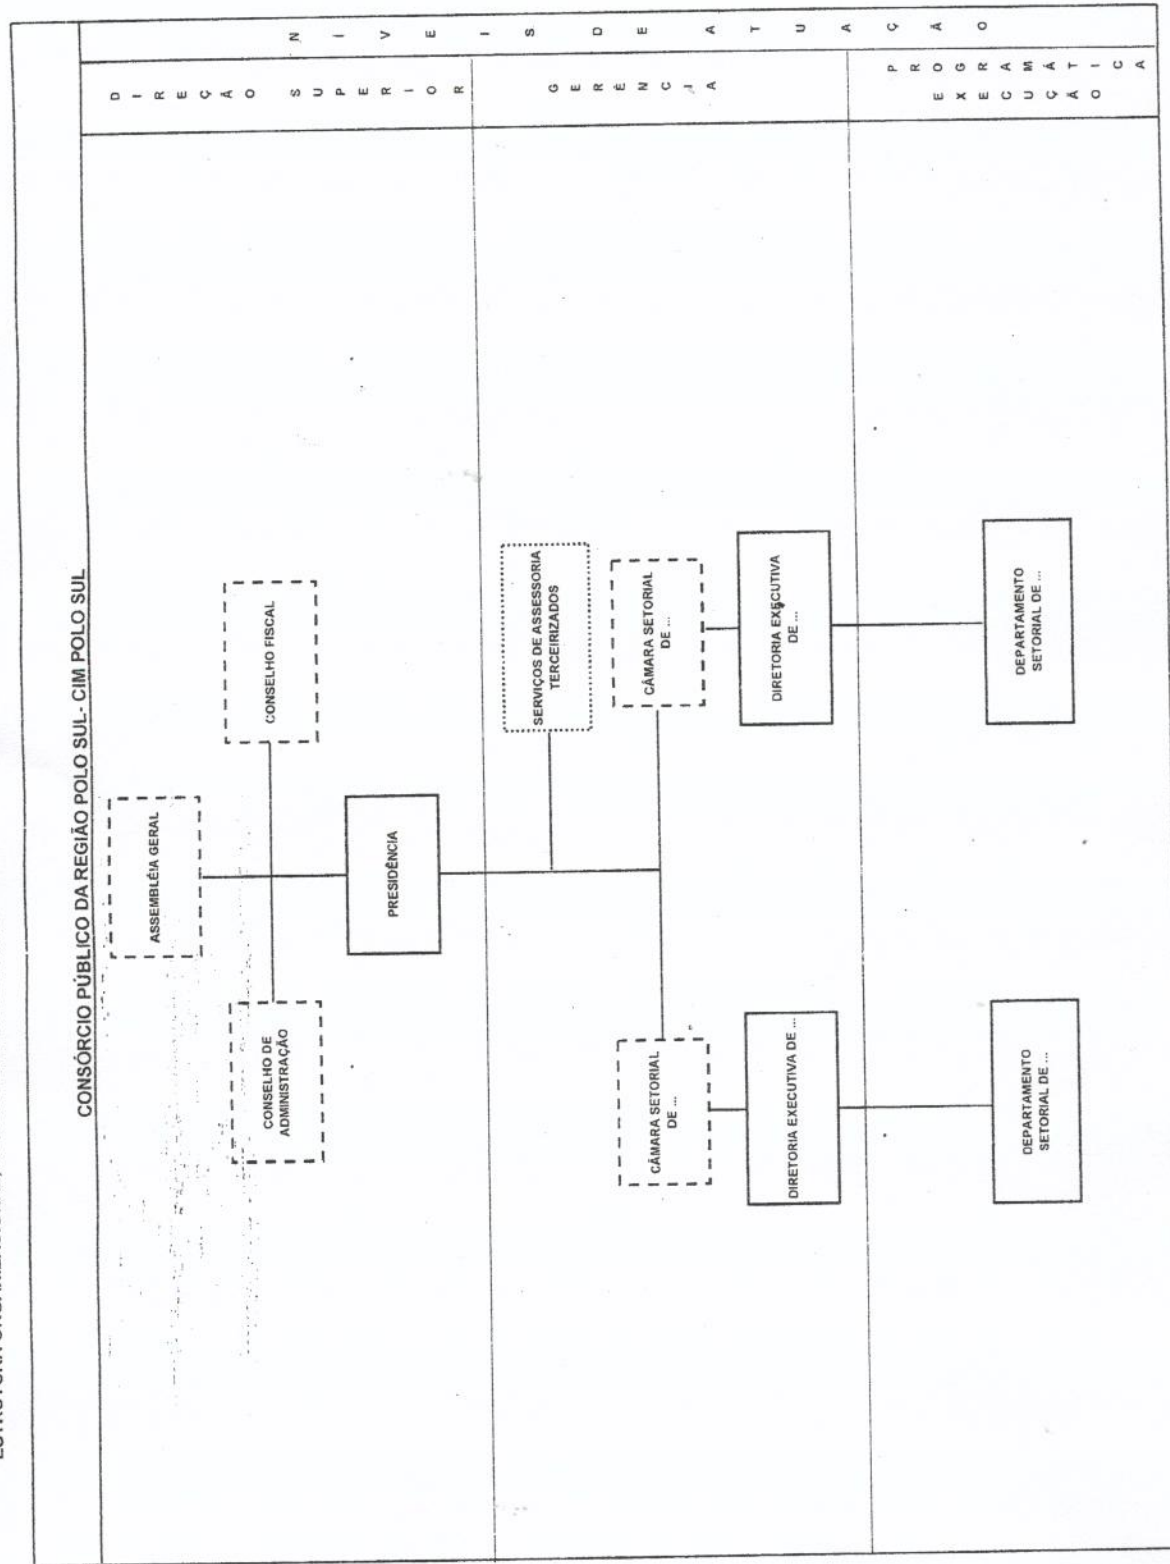 CONSÓRCIO PÚBLICO DA REGIÃO POLO SUL- CIM POLO SUL
ASSEMBLÉIA GERAL
CONSELHO DE
ADMINISTRAÇÃO
CONSELHO FISCAL
PRESIDÊNCIA
SERVIÇOS DE ASSESSORIA
TERCEIRIZADOS
CÂMARA SETORIAL
DE ...
CÂMARA SETORIAL
DE ...
DIRETORIA EXECUTIVA DE ...
DIRETORIA EXECUTIVA
DE ...
DEPARTAMENTO
SETORIAL DE ...
DEPARTAMENTO
SETORIAL DE ...
DIREÇÃO SUPERIOR
GERÊNCIA
EXECUÇÃO
PROGRAMÁTICA
NIVEIS DE ATUAÇÃO